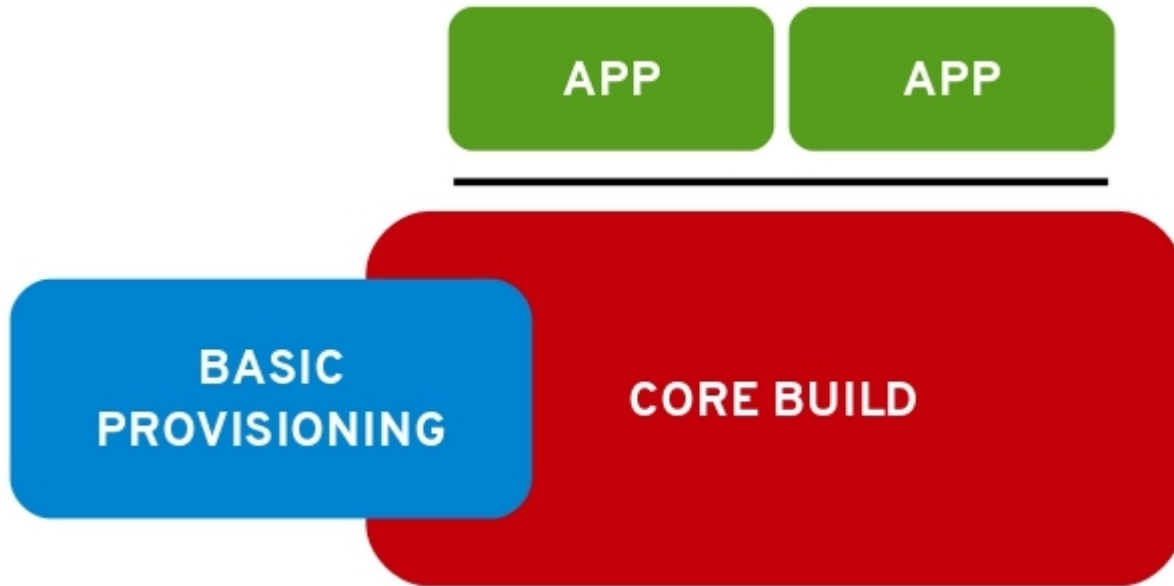 APP
APP
BASIC
PROVISIONING
CORE BUILD